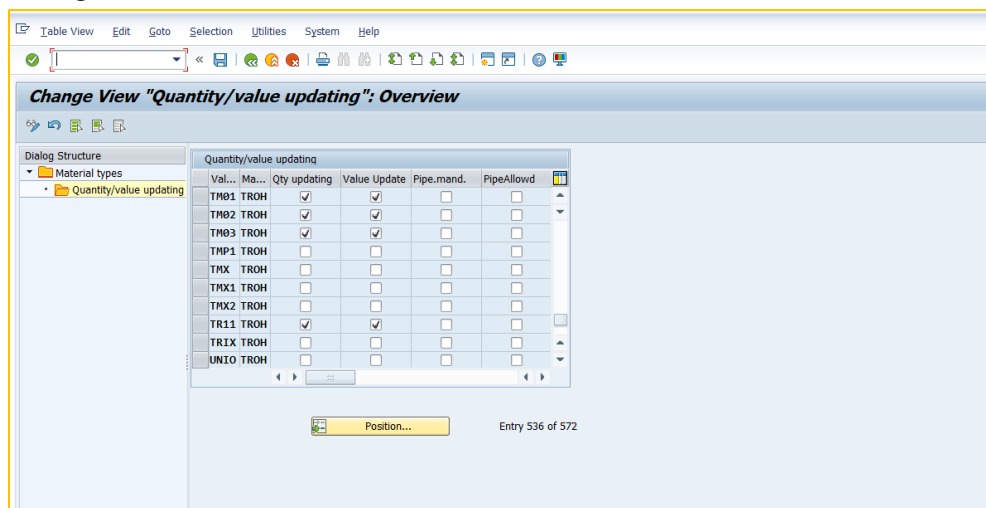 Table View Edit Goto Selection Utilities System Help
«
Change View "Quantity/value updating": Overview
Dialog Structure
Material types
Quantity/value updating
Quantity/value updating
Val... Ma... Qty updating Value Update Pipe.mand. PipeAllowd
TM01 TROH
TM02 TROH
TM03 TROH
TMP1 TROH
TMX TROH
TMX1 TROH
TMX2 TROH
TR11 TROH
TRIX TROH
UNIO TROH
Position... Entry 536 of 572